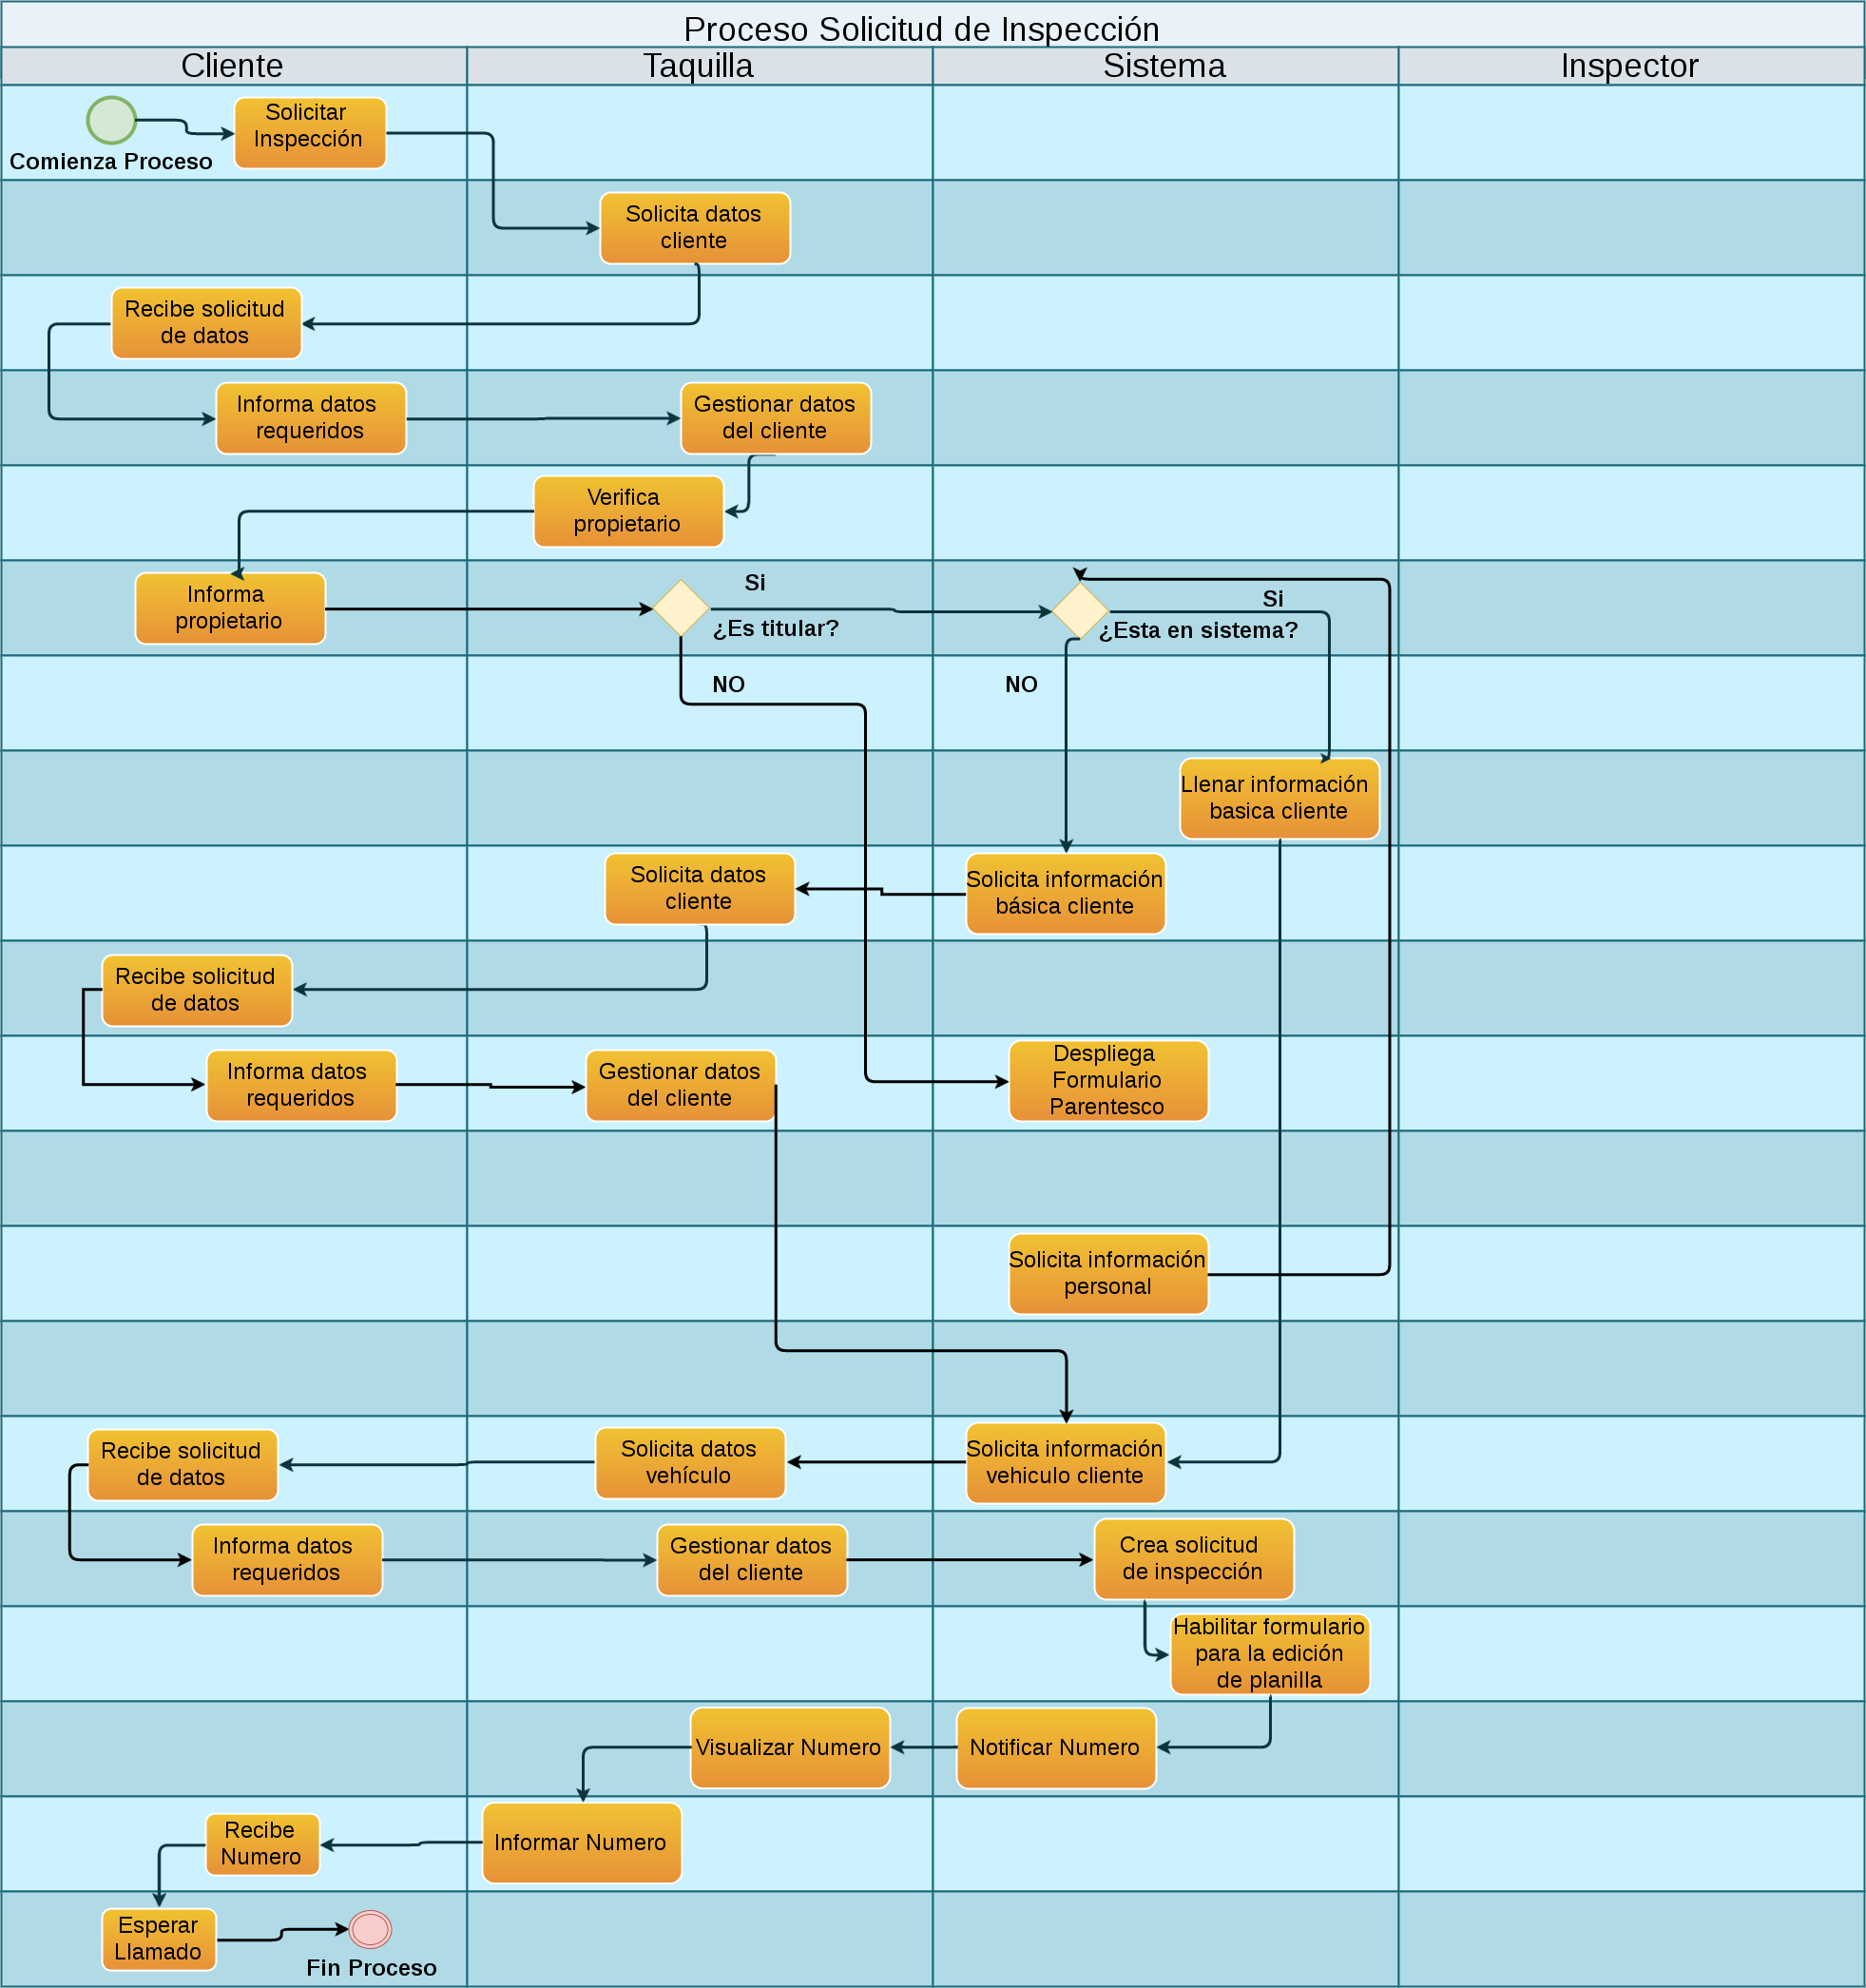 Proceso Solicitud de Inspección
Cliente
Taquilla
Sistema
Inspector
Solicitar
Inspección
Comienza Proceso
Solicita datos
cliente
Recibe solicitud
de datos
Informa datos
requeridos
Gestionar datos
del cliente
Verifica
propietario
Informa
propietario
Si
¿Es titular?
Si
¿Esta en sistema?
NO
NO
Llenar información
basica cliente
Solicita datos
cliente
Solicita información
básica cliente
Recibe solicitud
de datos
Informa datos
requeridos
Gestionar datos
del cliente
Despliega
Formulario
Parentesco
Solicita información
personal
Recibe solicitud
de datos
Solicita datos
vehículo
Solicita información
vehiculo cliente
Informa datos
requeridos
Gestionar datos
del cliente
Crea solicitud
de inspección
Habilitar formulario
para la edición
de planilla
Visualizar Numero
Notificar Numero
Recibe
Numero
Informar Numero
Esperar
Llamado
Fin Proceso